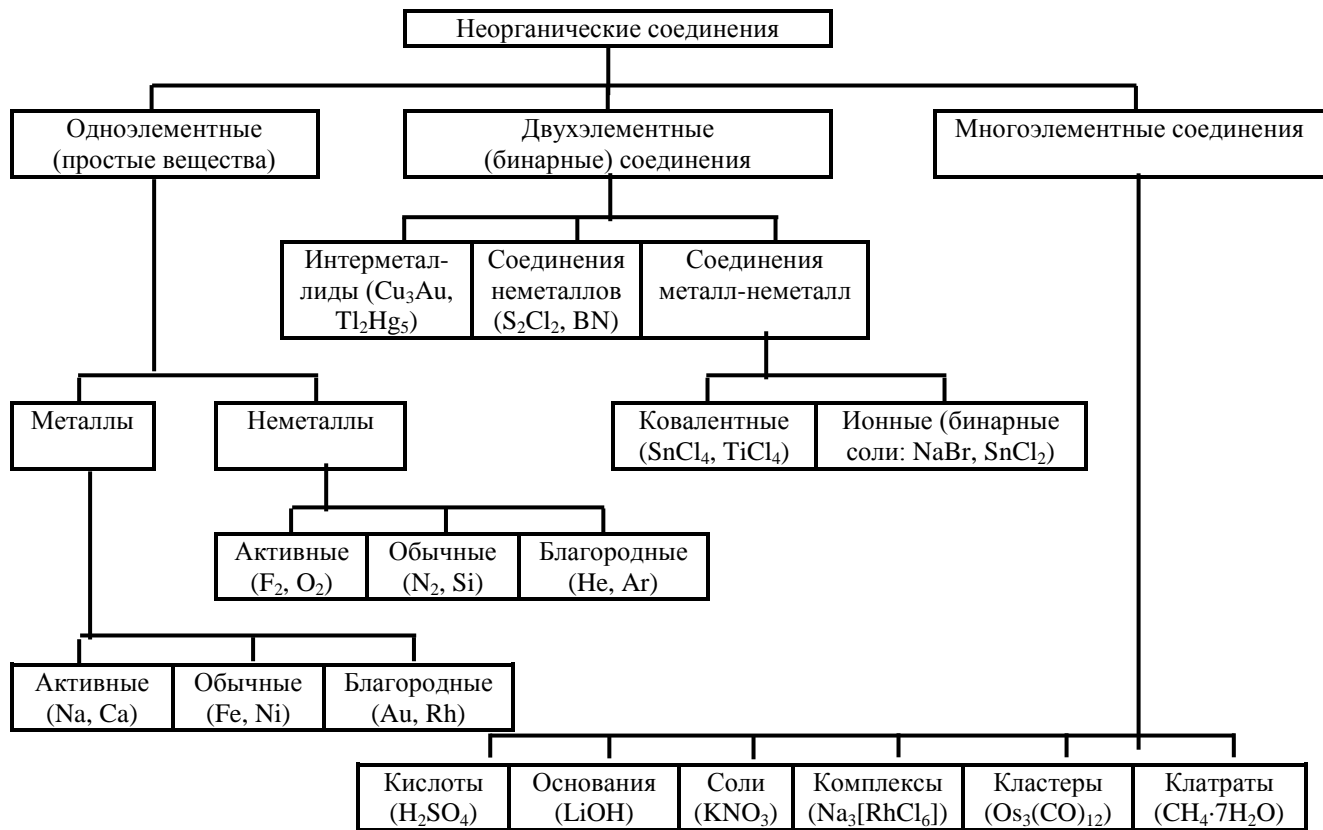 Неорганические соединения
Одноэлементные
(простые вещества)
Двухэлементные
(бинарные) соединения
Многоэлементные соединения
Интерметал-
лиды (Cu₃Au,
Tl₂Hg₅)
Соединения
неметаллов
(S₂Cl₂, BN)
Соединения
металл-неметалл
Металлы
Неметаллы
Ковалентные
(SnCl₄, TiCl₄)
Ионные (бинарные
соли: NaBr, SnCl₂)
Активные
(F₂, O₂)
Обычные
(N₂, Si)
Благородные
(He, Ar)
Активные
(Na, Ca)
Обычные
(Fe, Ni)
Благородные
(Au, Rh)
Кислоты
(H₂SO₄)
Основания
(LiOH)
Соли
(KNO₃)
Комплексы
(Na₃[RhCl₆])
Кластеры
(Os₃(CO)₁₂)
Клатраты
(CH₄·7H₂O)